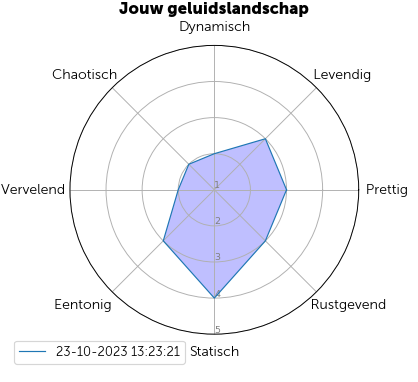 Jouw geluidslandschap
Dynamisch
Chaotisch
Levendig
Vervelend
Prettig
1
2
3
4
5
Eentonig
Rustgevend
Statisch
23-10-2023 13:23:21